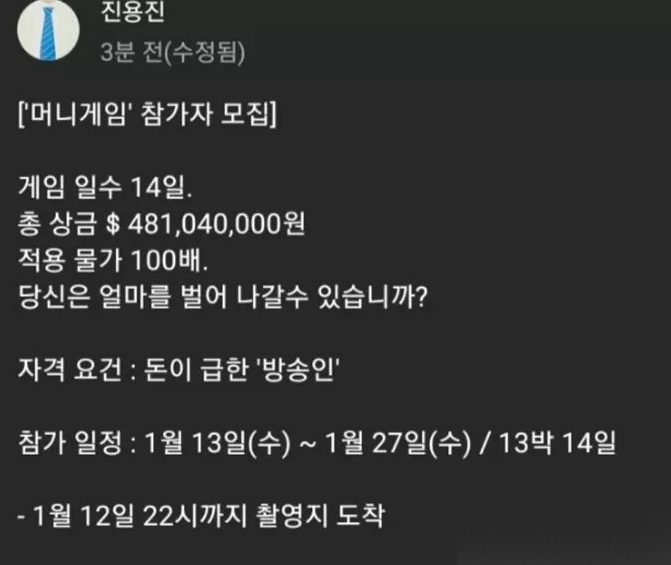 진용진
3분 전(수정됨)
['머니게임' 참가자 모집]
게임 일수 14일.
총 상금 $ 481,040,000원
적용 물가 100배.
당신은 얼마를 벌어 나갈수 있습니까?
자격 요건 : 돈이 급한 '방송인'
참가 일정 : 1월 13일(수) ~ 1월 27일(수) / 13박 14일
- 1월 12일 22시까지 촬영지 도착